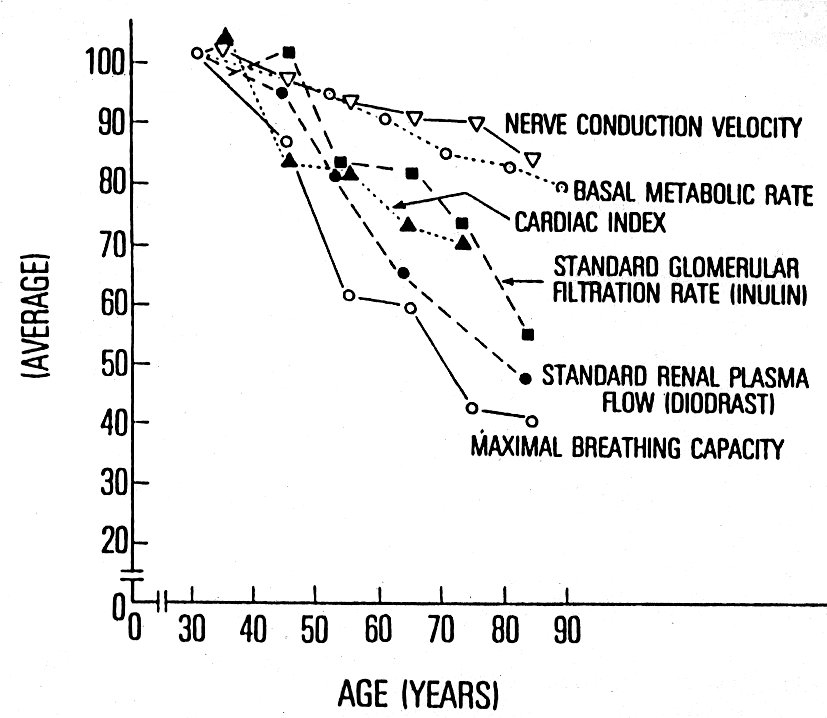 100
90
NERVE CONDUCTION VELOCITY
80
BASAL METABOLIC RATE
CARDIAC INDEX
70
STANDARD GLOMERULAR
FILTRATION RATE (INULIN)
(AVERAGE)
60
50
STANDARD RENAL PLASMA
FLOW (DIODRAST)
40
MAXIMAL BREATHING CAPACITY
30
20
0
0 30 40 50 60 70 80 90
AGE (YEARS)